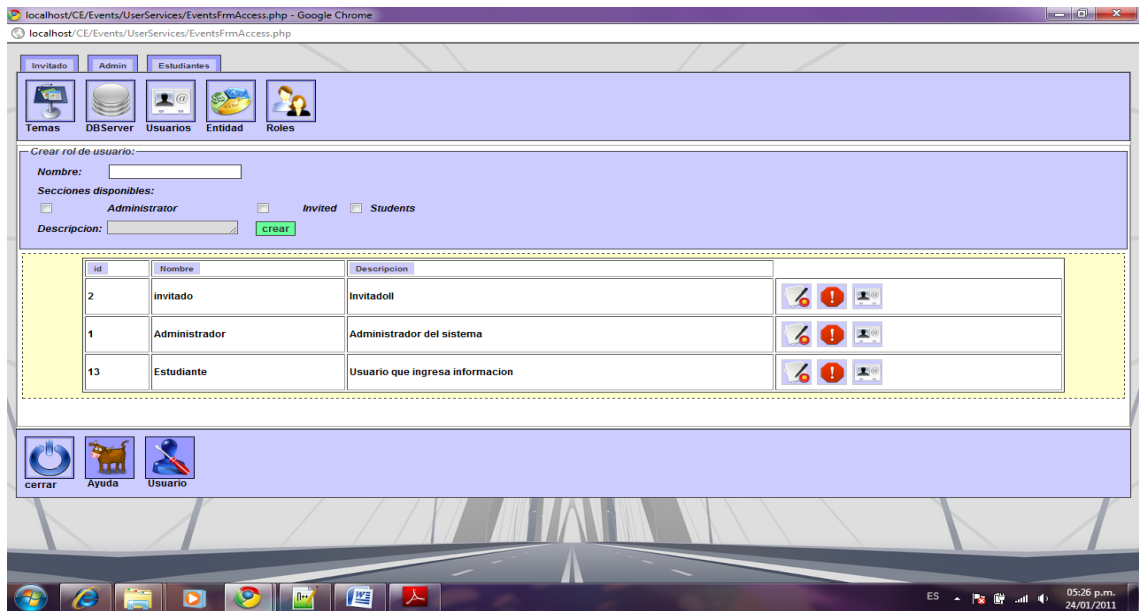 localhost/CE/Events/UserServices/EventsFrmAccess.php - Google Chrome
localhost/CE/Events/UserServices/EventsFrmAccess.php
Invitado Admin Estudiantes
Temas DBServer Usuarios Entidad Roles
Crear rol de usuario:
Nombre:
Secciones disponibles:
Administrator Invited Students
Descripcion: crear
id Nombre Descripcion
2 invitado Invitadoll
1 Administrador Administrador del sistema
13 Estudiante Usuario que ingresa informacion
cerrar Ayuda Usuario
ES 05:26 p.m.
24/01/2011